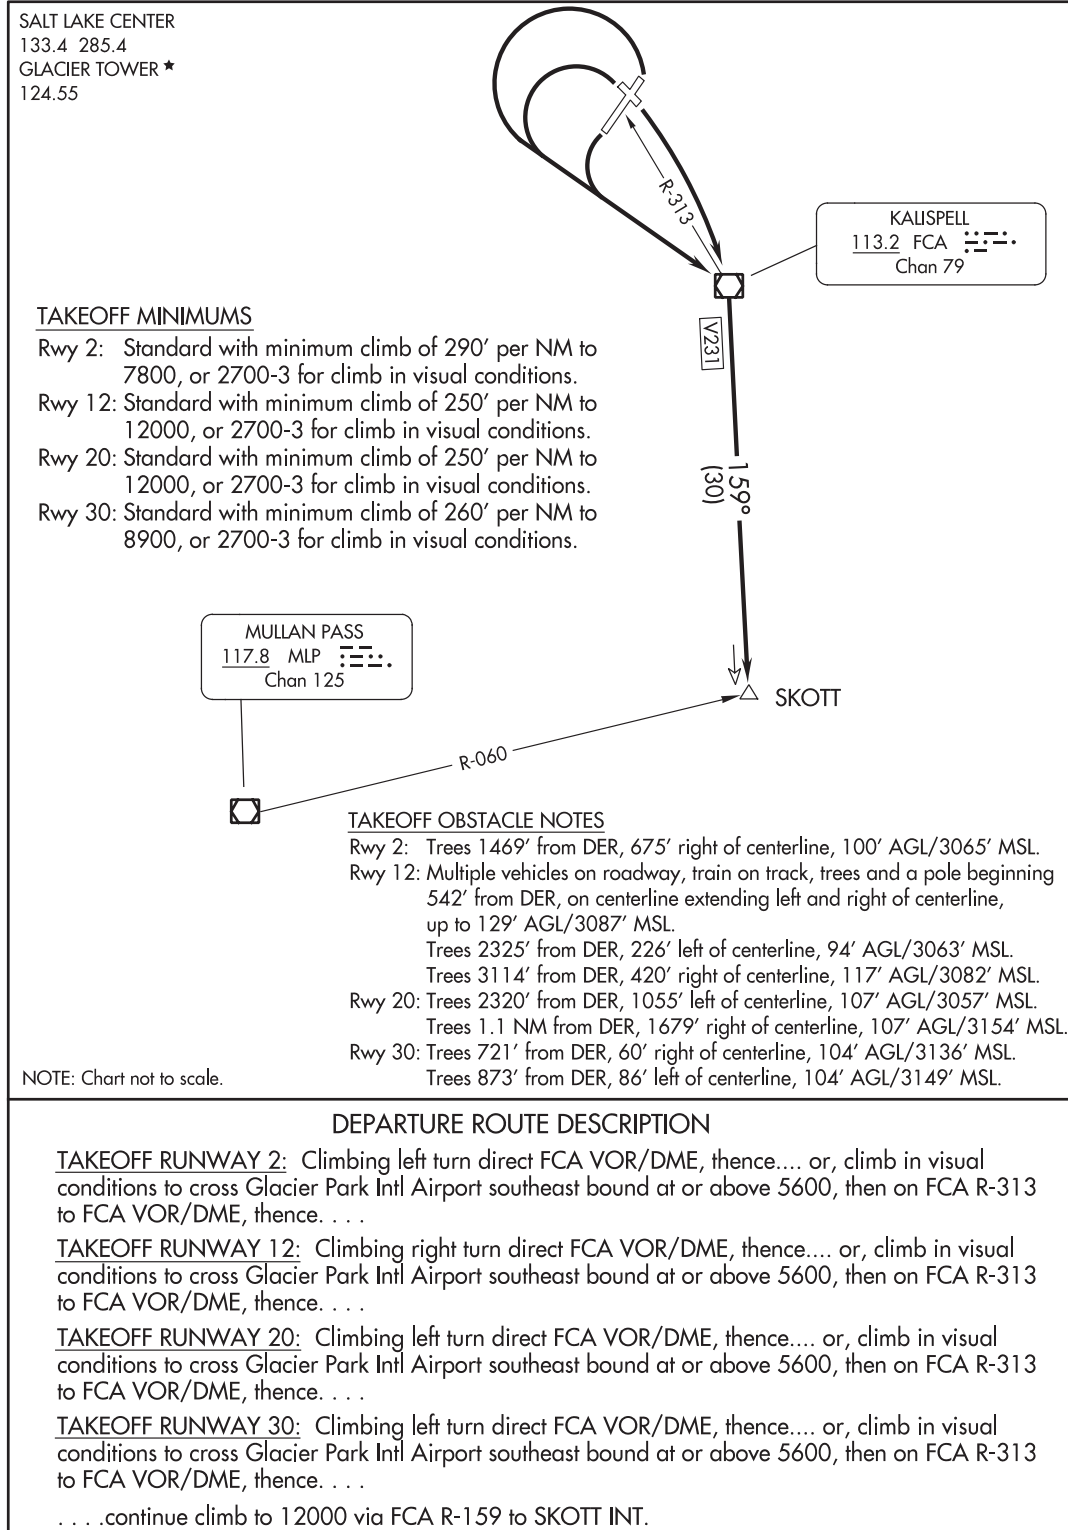 SALT LAKE CENTER
133.4 285.4
GLACIER TOWER ★
124.55
R-313
KALISPELL
113.2 FCA
Chan 79
V231
TAKEOFF MINIMUMS
Rwy 2: Standard with minimum climb of 290' per NM to
7800, or 2700-3 for climb in visual conditions.
Rwy 12: Standard with minimum climb of 250' per NM to
12000, or 2700-3 for climb in visual conditions.
Rwy 20: Standard with minimum climb of 250' per NM to
12000, or 2700-3 for climb in visual conditions.
Rwy 30: Standard with minimum climb of 260' per NM to
8900, or 2700-3 for climb in visual conditions.
159°
(30)
MULLAN PASS
117.8 MLP
Chan 125
SKOTT
R-060
TAKEOFF OBSTACLE NOTES
Rwy 2: Trees 1469' from DER, 675' right of centerline, 100' AGL/3065' MSL.
Rwy 12: Multiple vehicles on roadway, train on track, trees and a pole beginning
542' from DER, on centerline extending left and right of centerline,
up to 129' AGL/3087' MSL.
Trees 2325' from DER, 226' left of centerline, 94' AGL/3063' MSL.
Trees 3114' from DER, 420' right of centerline, 117' AGL/3082' MSL.
Rwy 20: Trees 2320' from DER, 1055' left of centerline, 107' AGL/3057' MSL.
Trees 1.1 NM from DER, 1679' right of centerline, 107' AGL/3154' MSL.
Rwy 30: Trees 721' from DER, 60' right of centerline, 104' AGL/3136' MSL.
Trees 873' from DER, 86' left of centerline, 104' AGL/3149' MSL.
NOTE: Chart not to scale.
DEPARTURE ROUTE DESCRIPTION
TAKEOFF RUNWAY 2: Climbing left turn direct FCA VOR/DME, thence.... or, climb in visual
conditions to cross Glacier Park Intl Airport southeast bound at or above 5600, then on FCA R-313
to FCA VOR/DME, thence. . . .
TAKEOFF RUNWAY 12: Climbing right turn direct FCA VOR/DME, thence.... or, climb in visual
conditions to cross Glacier Park Intl Airport southeast bound at or above 5600, then on FCA R-313
to FCA VOR/DME, thence. . . .
TAKEOFF RUNWAY 20: Climbing left turn direct FCA VOR/DME, thence.... or, climb in visual
conditions to cross Glacier Park Intl Airport southeast bound at or above 5600, then on FCA R-313
to FCA VOR/DME, thence. . . .
TAKEOFF RUNWAY 30: Climbing left turn direct FCA VOR/DME, thence.... or, climb in visual
conditions to cross Glacier Park Intl Airport southeast bound at or above 5600, then on FCA R-313
to FCA VOR/DME, thence. . . .
. . . .continue climb to 12000 via FCA R-159 to SKOTT INT.